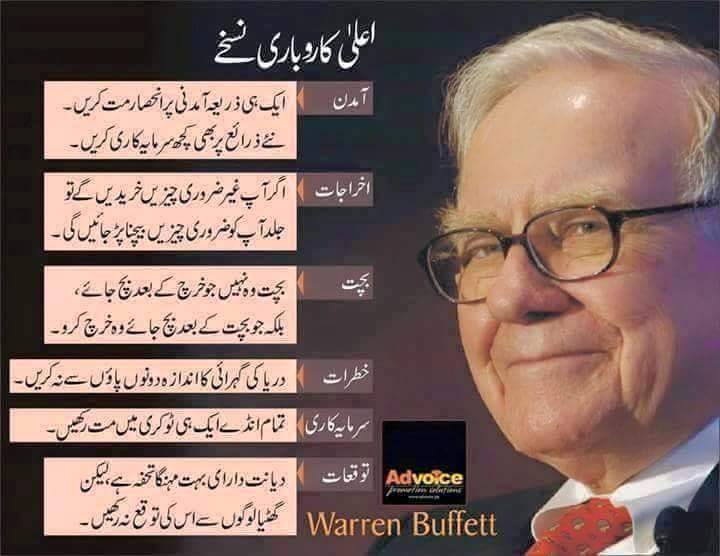 اعلیٰ کاروباری نسخے
آمدن
ایک ہی ذریعہ آمدنی پر انحصار مت کریں۔
نئے ذرائع پر بھی کچھ سرمایہ کاری کریں۔
اخراجات
اگر آپ غیر ضروری چیزیں خریدیں گے تو
جلد آپ کو ضروری چیزیں بیچنا پڑ جائیں گی۔
بچت
بچت وہ نہیں جو خرچ کے بعد بچ جائے،
بلکہ جو بچت کے بعد بچ جائے وہ خرچ کرو۔
خطرات
دریا کی گہرائی کا اندازہ دونوں پاؤں سے نہ کریں۔
سرمایہ کاری
تمام انڈے ایک ہی ٹوکری میں مت رکھیں۔
توقعات
دیانت دار ای بہت مہنگا تحفہ ہے، لیکن
گھٹیا لوگوں سے اس کی توقع نہ رکھیں۔
Advoice
promotion solutions
Warren Buffett